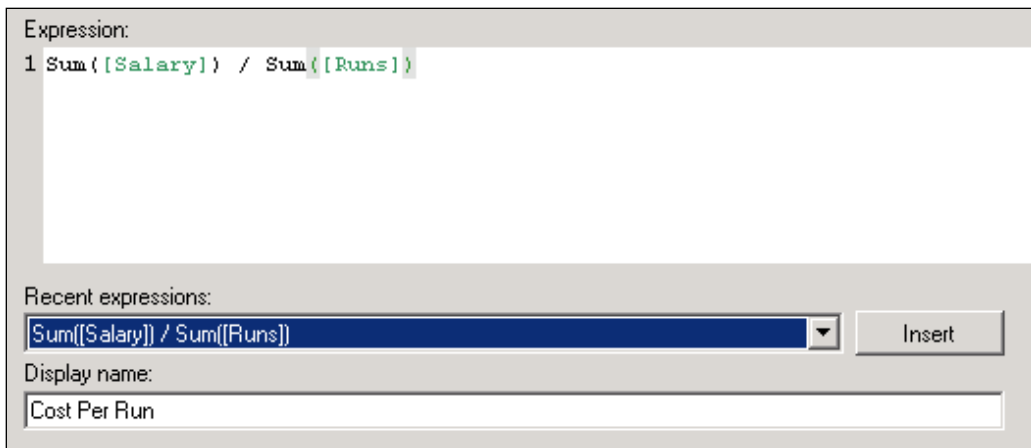 Expression:
1 Sum([Salary]) / Sum([Runs])
Recent expressions:
Sum([Salary]) / Sum([Runs])
Insert
Display name:
Cost Per Run